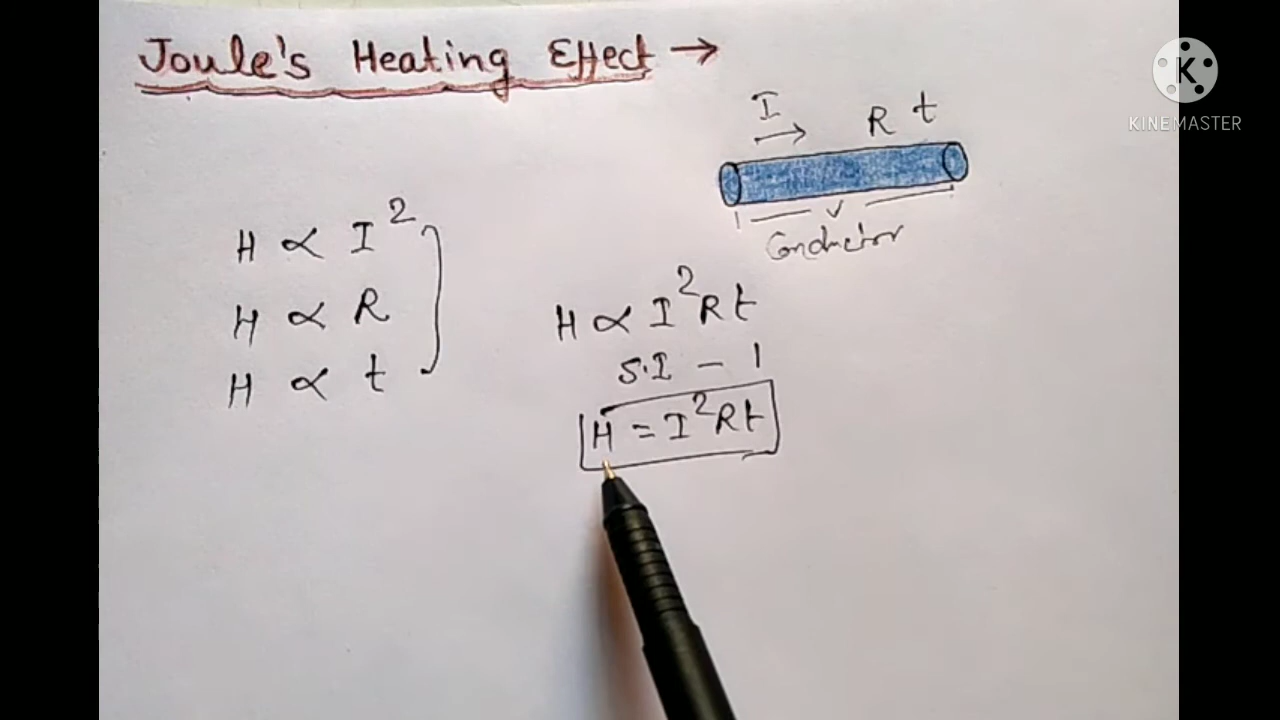 Joule's Heating Effect →
I R t
Conductor
H ∝ I²
H ∝ R
H ∝ t
H ∝ I²Rt
S.I – 1
H = I²Rt
K
KINEMASTER